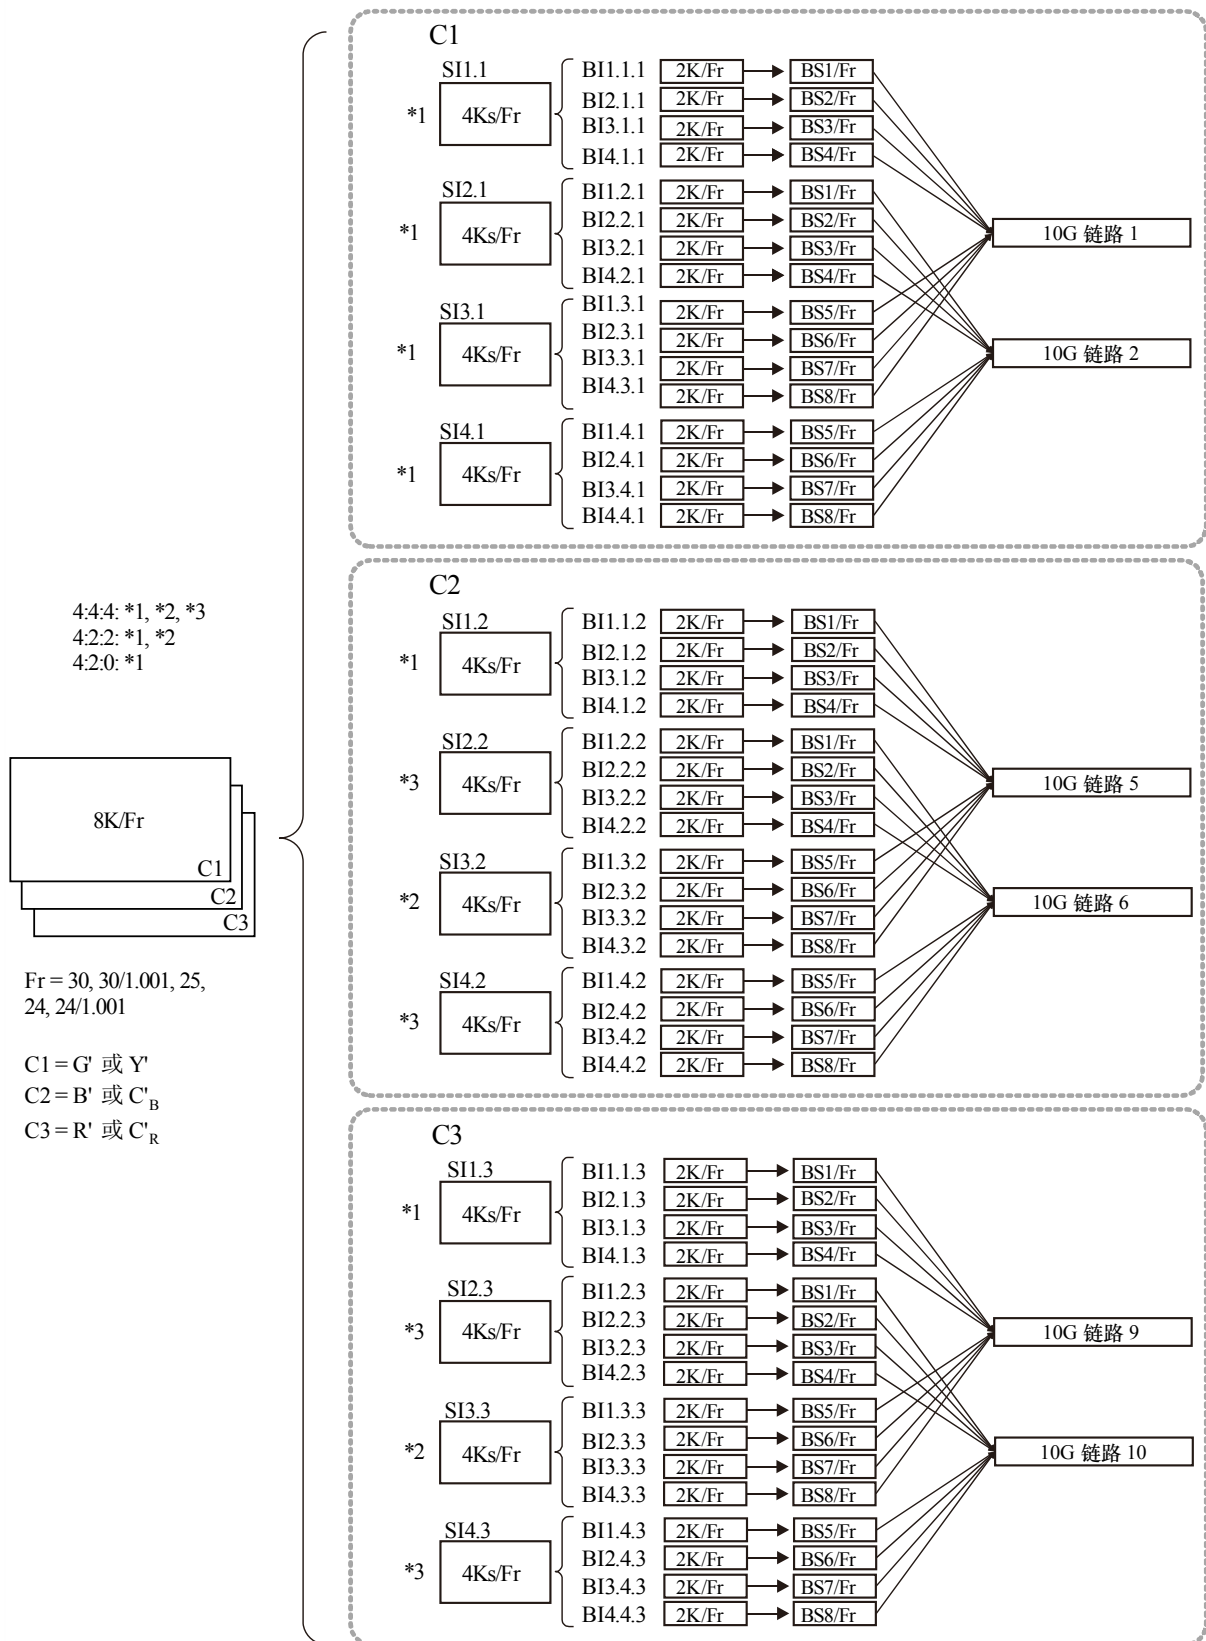 C1
SI1.1
*1
4Ks/Fr
BI1.1.1 2K/Fr BS1/Fr
BI2.1.1 2K/Fr BS2/Fr
BI3.1.1 2K/Fr BS3/Fr
BI4.1.1 2K/Fr BS4/Fr
SI2.1
*1
4Ks/Fr
BI1.2.1 2K/Fr BS1/Fr
BI2.2.1 2K/Fr BS2/Fr
BI3.2.1 2K/Fr BS3/Fr
BI4.2.1 2K/Fr BS4/Fr
10G 链路 1
SI3.1
*1
4Ks/Fr
BI1.3.1 2K/Fr BS5/Fr
BI2.3.1 2K/Fr BS6/Fr
BI3.3.1 2K/Fr BS7/Fr
BI4.3.1 2K/Fr BS8/Fr
10G 链路 2
SI4.1
*1
4Ks/Fr
BI1.4.1 2K/Fr BS5/Fr
BI2.4.1 2K/Fr BS6/Fr
BI3.4.1 2K/Fr BS7/Fr
BI4.4.1 2K/Fr BS8/Fr
4:4:4: *1, *2, *3
4:2:2: *1, *2
4:2:0: *1
8K/Fr
C1
C2
C3
Fr = 30, 30/1.001, 25,
24, 24/1.001
C1 = G' 或 Y'
C2 = B' 或 C'B
C3 = R' 或 C'R
C2
SI1.2
*1
4Ks/Fr
BI1.1.2 2K/Fr BS1/Fr
BI2.1.2 2K/Fr BS2/Fr
BI3.1.2 2K/Fr BS3/Fr
BI4.1.2 2K/Fr BS4/Fr
SI2.2
*3
4Ks/Fr
BI1.2.2 2K/Fr BS1/Fr
BI2.2.2 2K/Fr BS2/Fr
BI3.2.2 2K/Fr BS3/Fr
BI4.2.2 2K/Fr BS4/Fr
10G 链路 5
SI3.2
*2
4Ks/Fr
BI1.3.2 2K/Fr BS5/Fr
BI2.3.2 2K/Fr BS6/Fr
BI3.3.2 2K/Fr BS7/Fr
BI4.3.2 2K/Fr BS8/Fr
10G 链路 6
SI4.2
*3
4Ks/Fr
BI1.4.2 2K/Fr BS5/Fr
BI2.4.2 2K/Fr BS6/Fr
BI3.4.2 2K/Fr BS7/Fr
BI4.4.2 2K/Fr BS8/Fr
C3
SI1.3
*1
4Ks/Fr
BI1.1.3 2K/Fr BS1/Fr
BI2.1.3 2K/Fr BS2/Fr
BI3.1.3 2K/Fr BS3/Fr
BI4.1.3 2K/Fr BS4/Fr
SI2.3
*3
4Ks/Fr
BI1.2.3 2K/Fr BS1/Fr
BI2.2.3 2K/Fr BS2/Fr
BI3.2.3 2K/Fr BS3/Fr
BI4.2.3 2K/Fr BS4/Fr
10G 链路 9
SI3.3
*2
4Ks/Fr
BI1.3.3 2K/Fr BS5/Fr
BI2.3.3 2K/Fr BS6/Fr
BI3.3.3 2K/Fr BS7/Fr
BI4.3.3 2K/Fr BS8/Fr
10G 链路 10
SI4.3
*3
4Ks/Fr
BI1.4.3 2K/Fr BS5/Fr
BI2.4.3 2K/Fr BS6/Fr
BI3.4.3 2K/Fr BS7/Fr
BI4.4.3 2K/Fr BS8/Fr